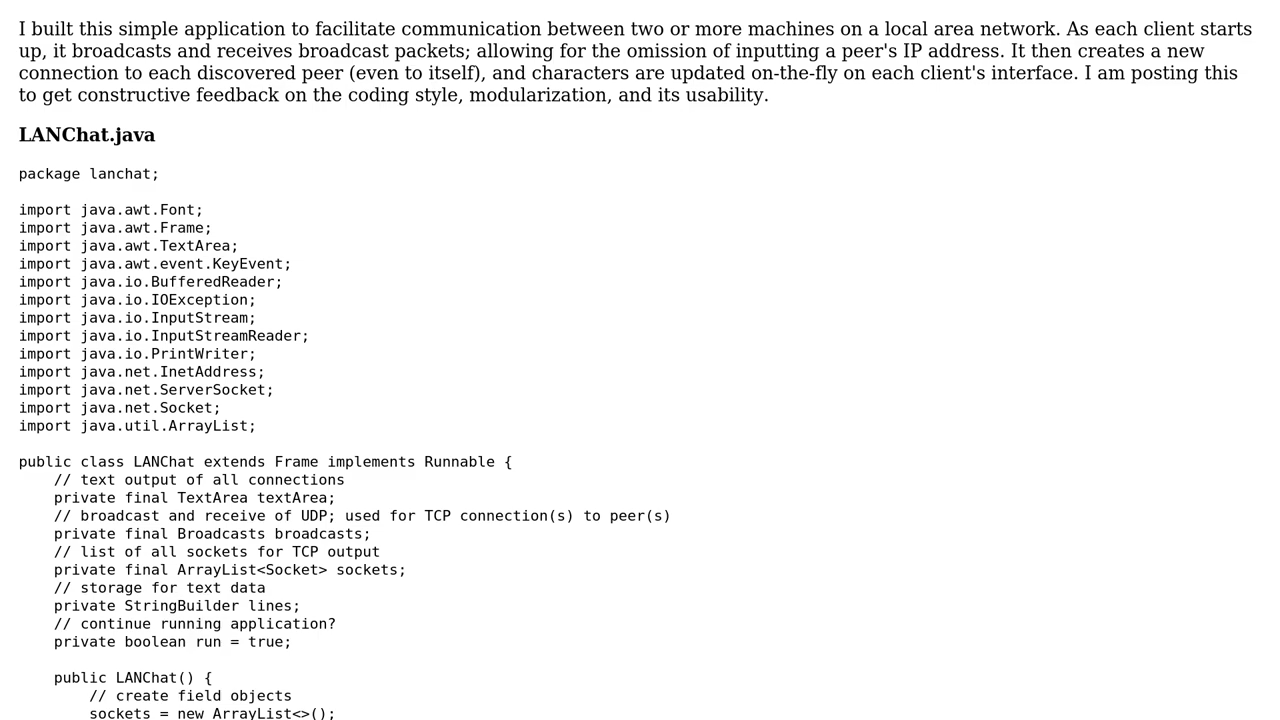 I built this simple application to facilitate communication between two or more machines on a local area network. As each client starts
up, it broadcasts and receives broadcast packets; allowing for the omission of inputting a peer's IP address. It then creates a new
connection to each discovered peer (even to itself), and characters are updated on-the-fly on each client's interface. I am posting this
to get constructive feedback on the coding style, modularization, and its usability.
LANChat.java
package lanchat;
import java.awt.Font;
import java.awt.Frame;
import java.awt.TextArea;
import java.awt.event.KeyEvent;
import java.io.BufferedReader;
import java.io.IOException;
import java.io.InputStream;
import java.io.InputStreamReader;
import java.io.PrintWriter;
import java.net.InetAddress;
import java.net.ServerSocket;
import java.net.Socket;
import java.util.ArrayList;
public class LANChat extends Frame implements Runnable {
    // text output of all connections
    private final TextArea textArea;
    // broadcast and receive of UDP; used for TCP connection(s) to peer(s)
    private final Broadcasts broadcasts;
    // list of all sockets for TCP output
    private final ArrayList<Socket> sockets;
    // storage for text data
    private StringBuilder lines;
    // continue running application?
    private boolean run = true;
    public LANChat() {
        // create field objects
        sockets = new ArrayList<>();